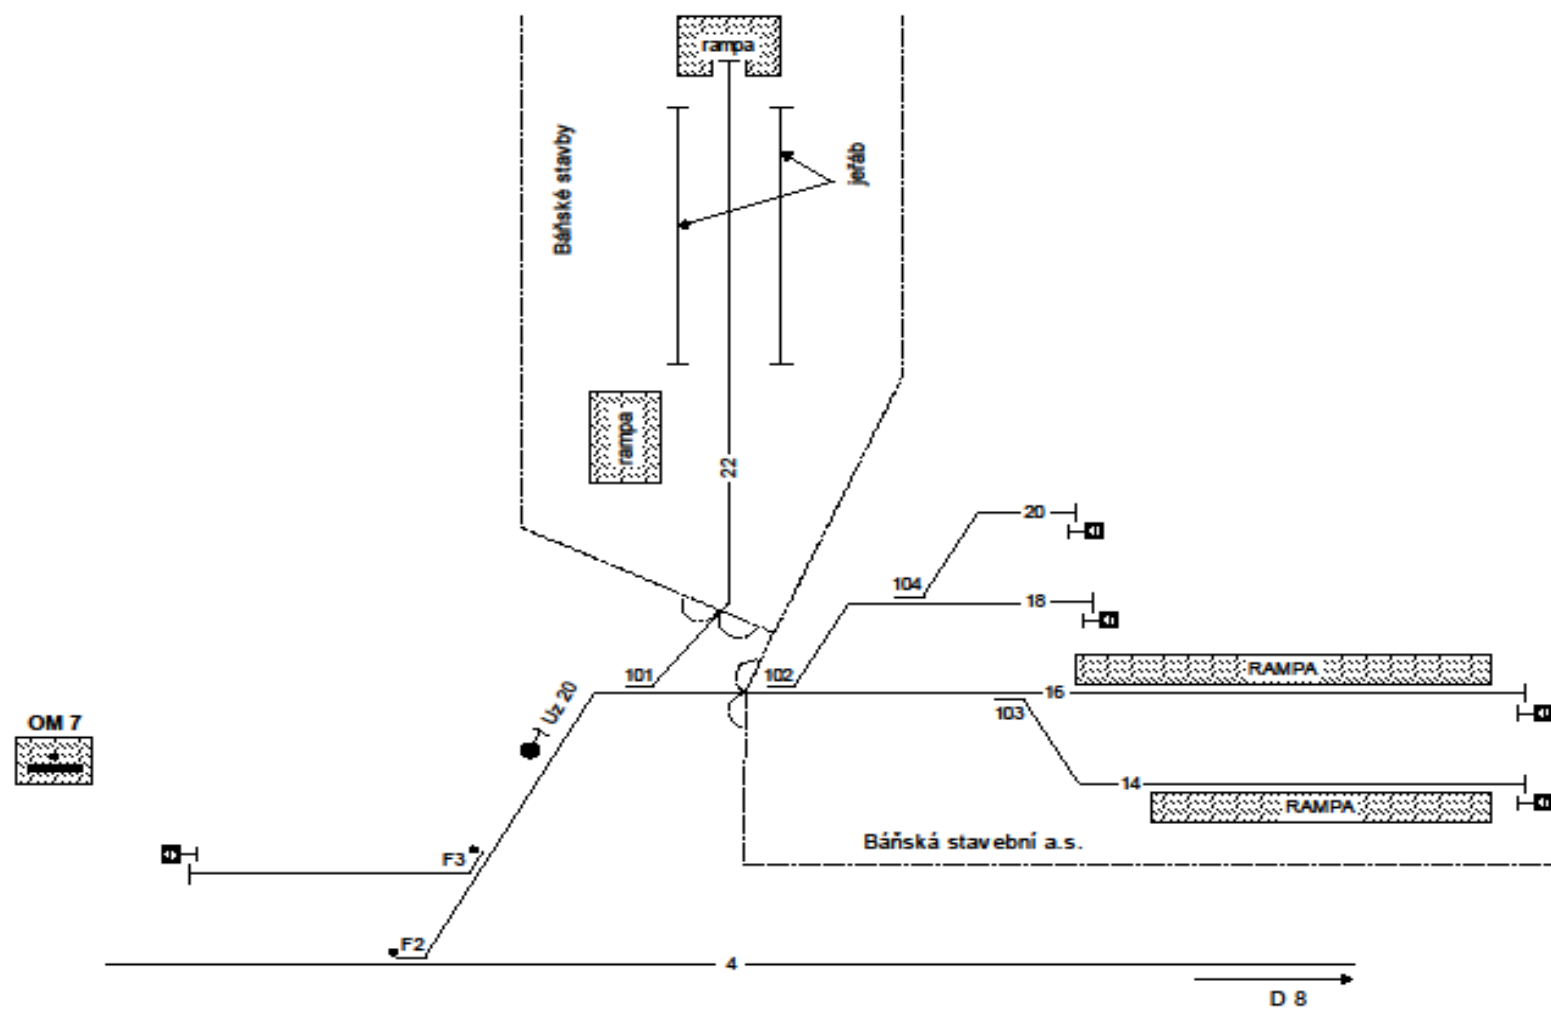 rampa
Báňské stavby
jeřáb
rampa
22
20
104
18
101
102
RAMPA
16
Uz 20
103
OM 7
14
RAMPA
Báňská stavební a.s.
F3
F2
4
D 8